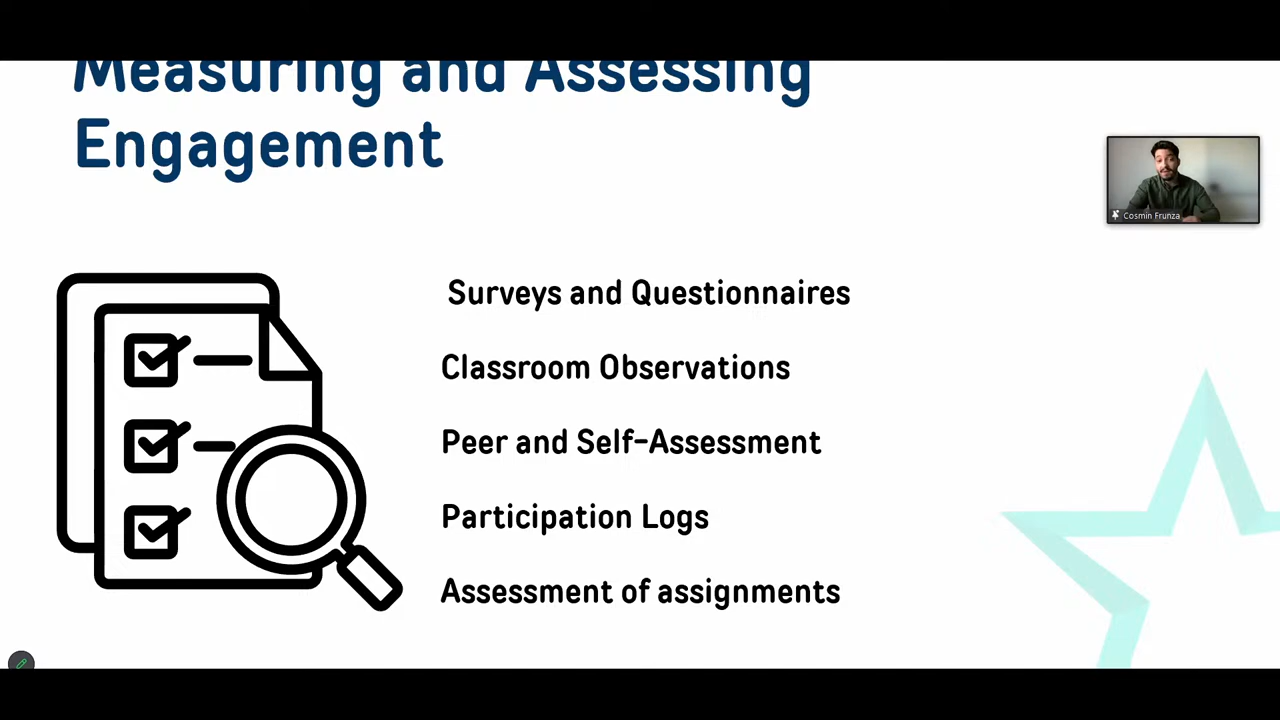 Measuring and Assessing
Engagement
Cosmin Frunza
Surveys and Questionnaires
Classroom Observations
Peer and Self-Assessment
Participation Logs
Assessment of assignments